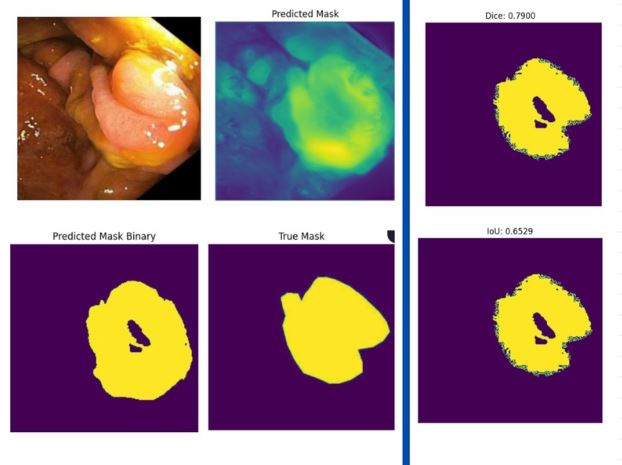 Predicted Mask
Predicted Mask Binary
True Mask
Dice: 0.7900
IoU: 0.6529